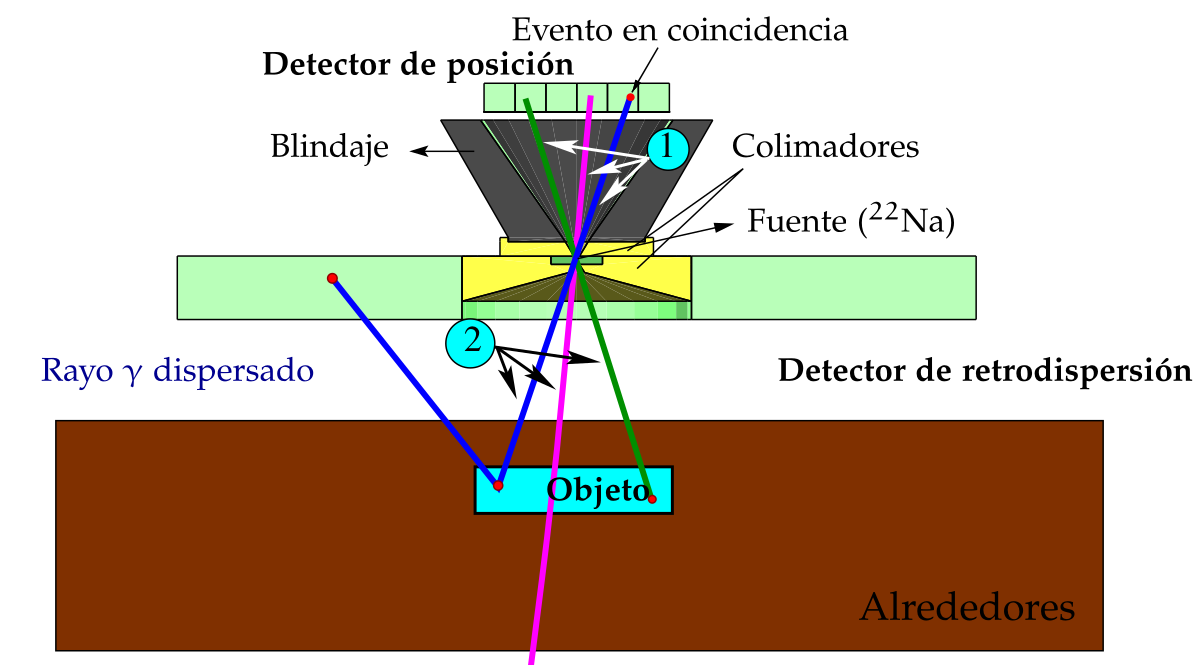 Evento en coincidencia
Detector de posición
Blindaje
1
Colimadores
Fuente (²²Na)
2
Rayo γ dispersado
Detector de retrodispersión
Objeto
Alrededores